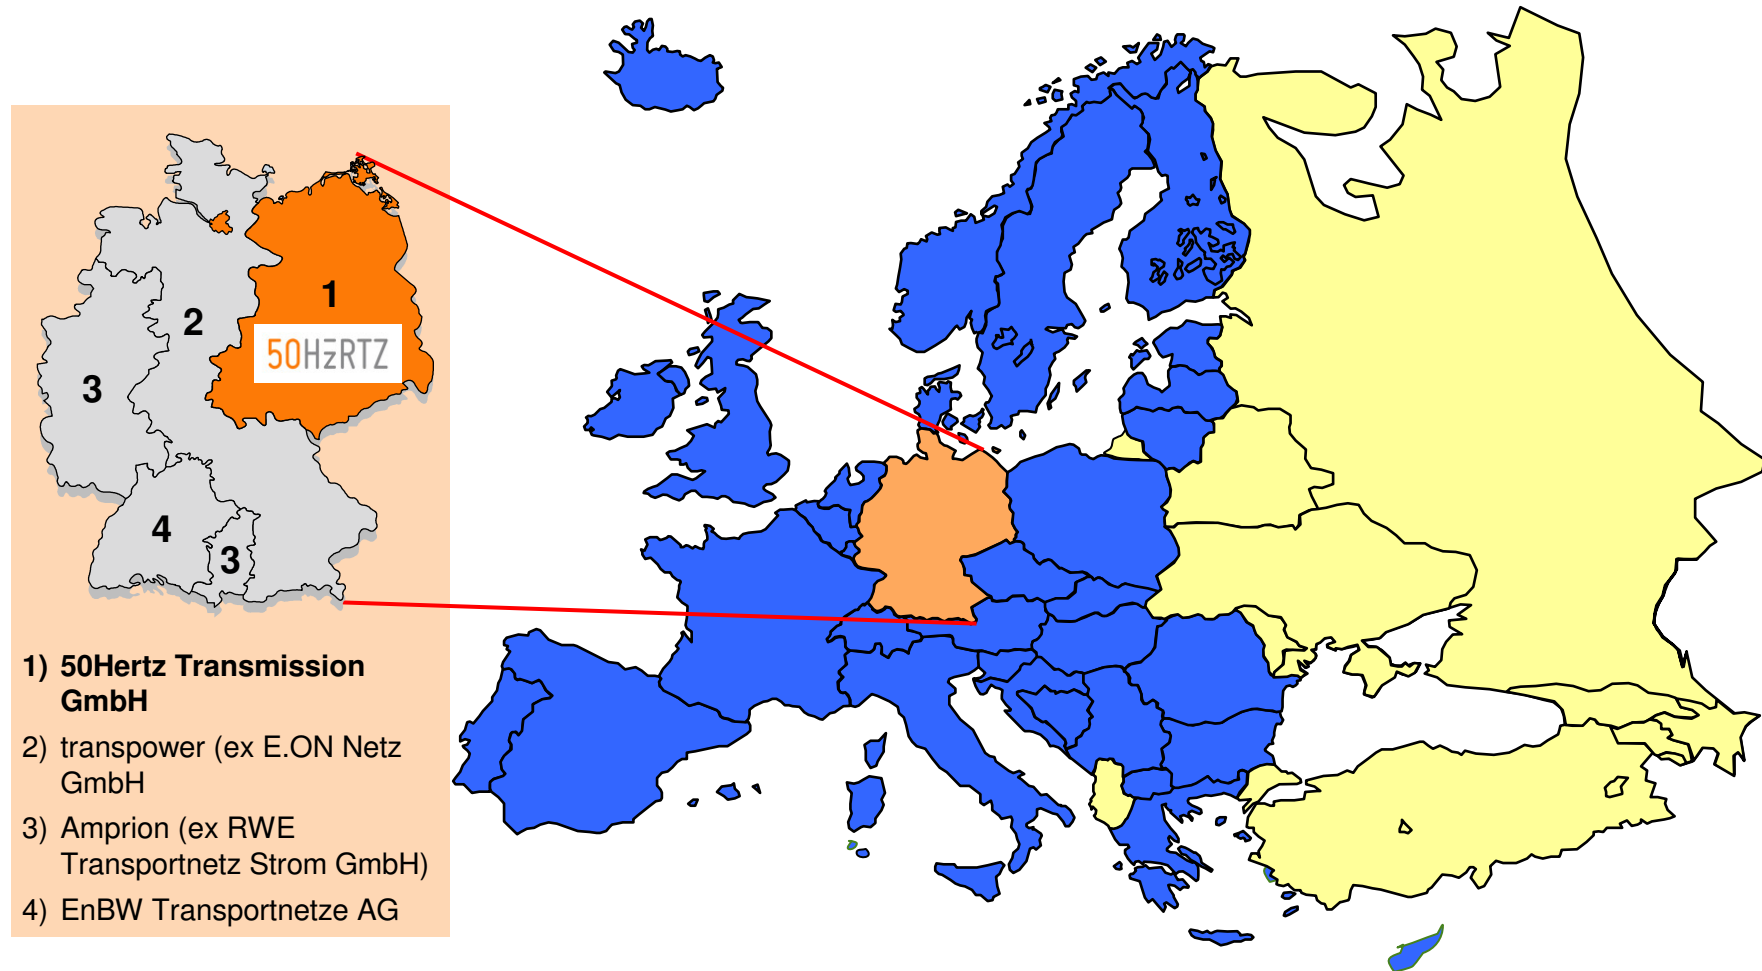 1
2
50HzRTZ
3
4
3
1) 50Hertz Transmission
GmbH
2) transpower (ex E.ON Netz
GmbH
3) Amprion (ex RWE
Transportnetz Strom GmbH)
4) EnBW Transportnetze AG